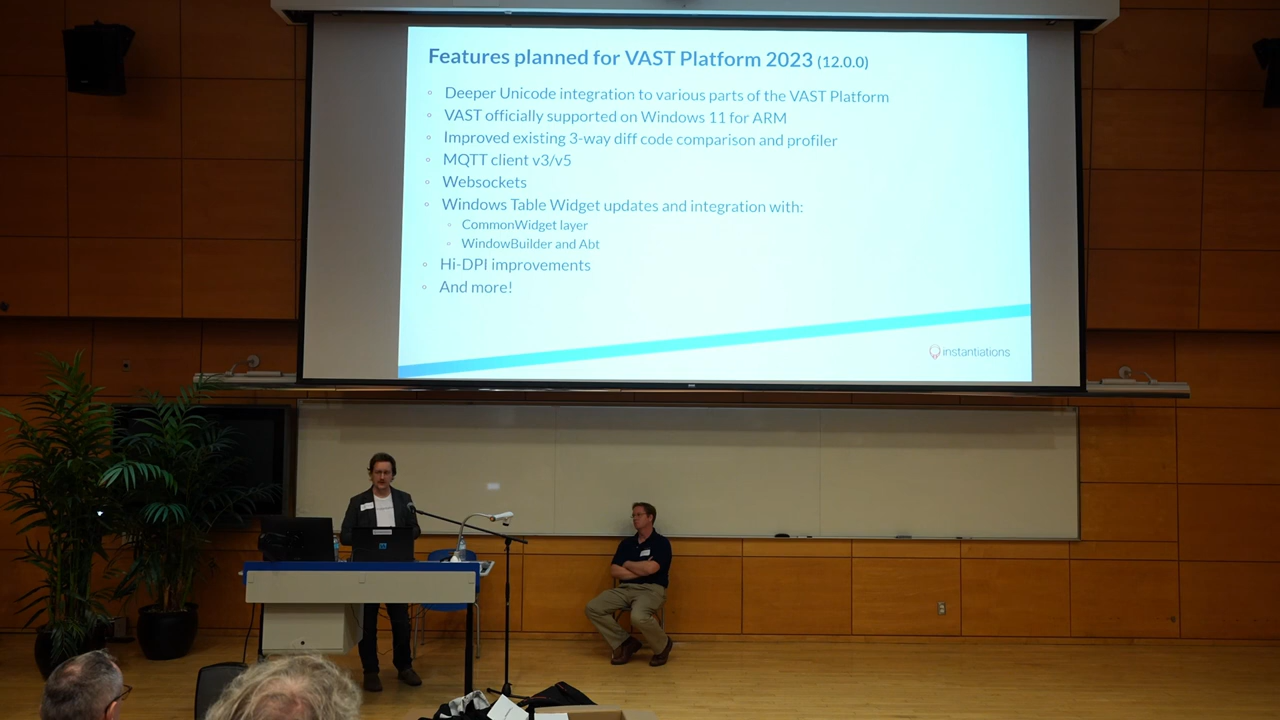 Features planned for VAST Platform 2023 (12.0.0)
Deeper Unicode integration to various parts of the VAST Platform
VAST officially supported on Windows 11 for ARM
Improved existing 3-way diff code comparison and profiler
MQTT client v3/v5
Websockets
Windows Table Widget updates and integration with:
CommonWidget layer
WindowBuilder and Abt
Hi-DPI improvements
And more!
instantiations